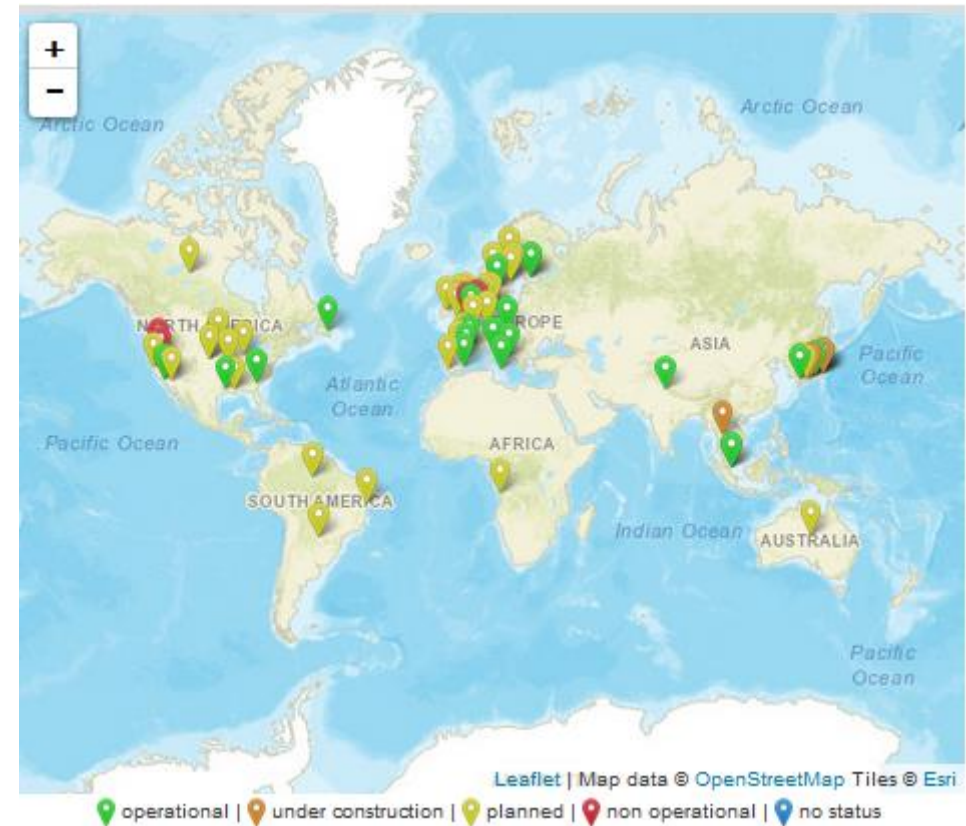 +
−
Arctic Ocean
Arctic Ocean
NORTH AMERICA
EUROPE
ASIA
Pacific
Ocean
Atlantic
Ocean
Pacific Ocean
AFRICA
SOUTH AMERICA
Indian Ocean
AUSTRALIA
Pacific
Ocean
Leaflet | Map data © OpenStreetMap Tiles © Esri
operational | under construction | planned | non operational | no status